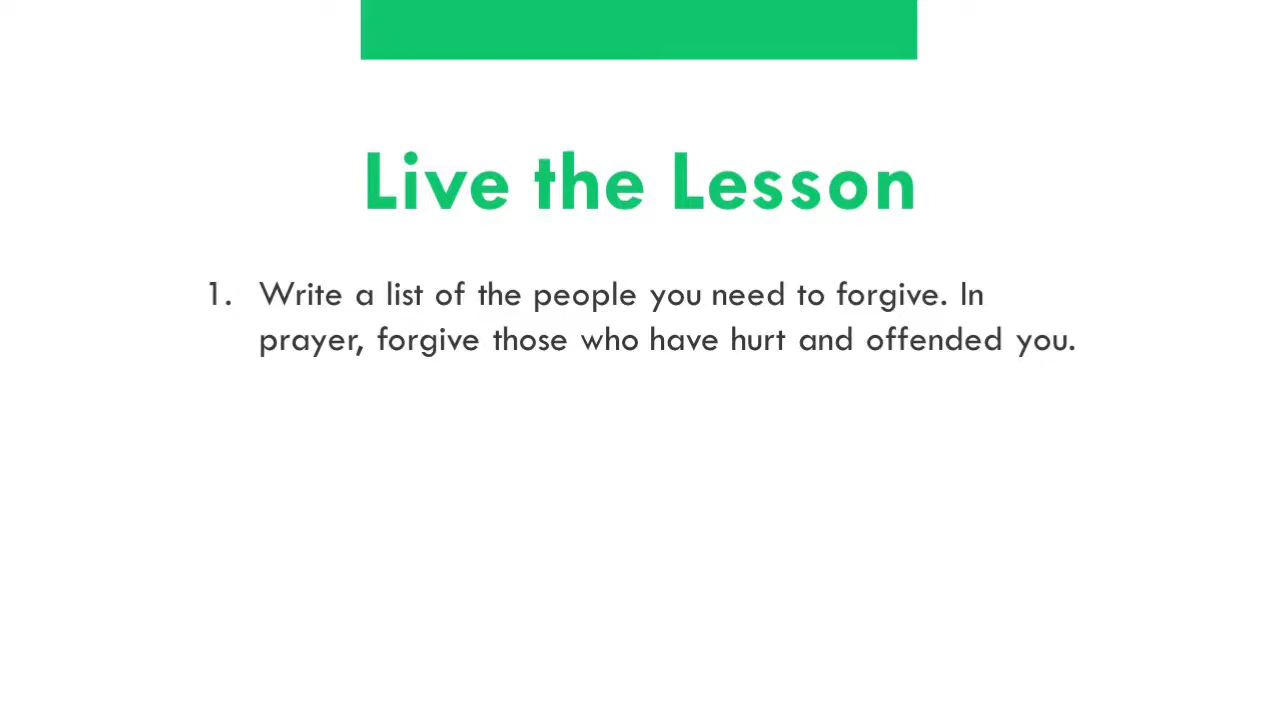 Live the Lesson
1. Write a list of the people you need to forgive. In
prayer, forgive those who have hurt and offended you.